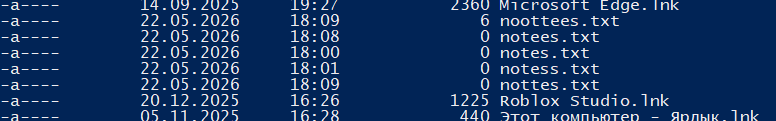 -a---- 14.09.2025 19:27 2360 Microsoft Edge.lnk
-a---- 22.05.2026 18:09 6 noottees.txt
-a---- 22.05.2026 18:08 0 notees.txt
-a---- 22.05.2026 18:00 0 notes.txt
-a---- 22.05.2026 18:01 0 notess.txt
-a---- 22.05.2026 18:09 0 nottes.txt
-a---- 20.12.2025 16:26 1225 Roblox Studio.lnk
-a---- 05.11.2025 16:28 440 Этот компьютер - Ярлык.lnk